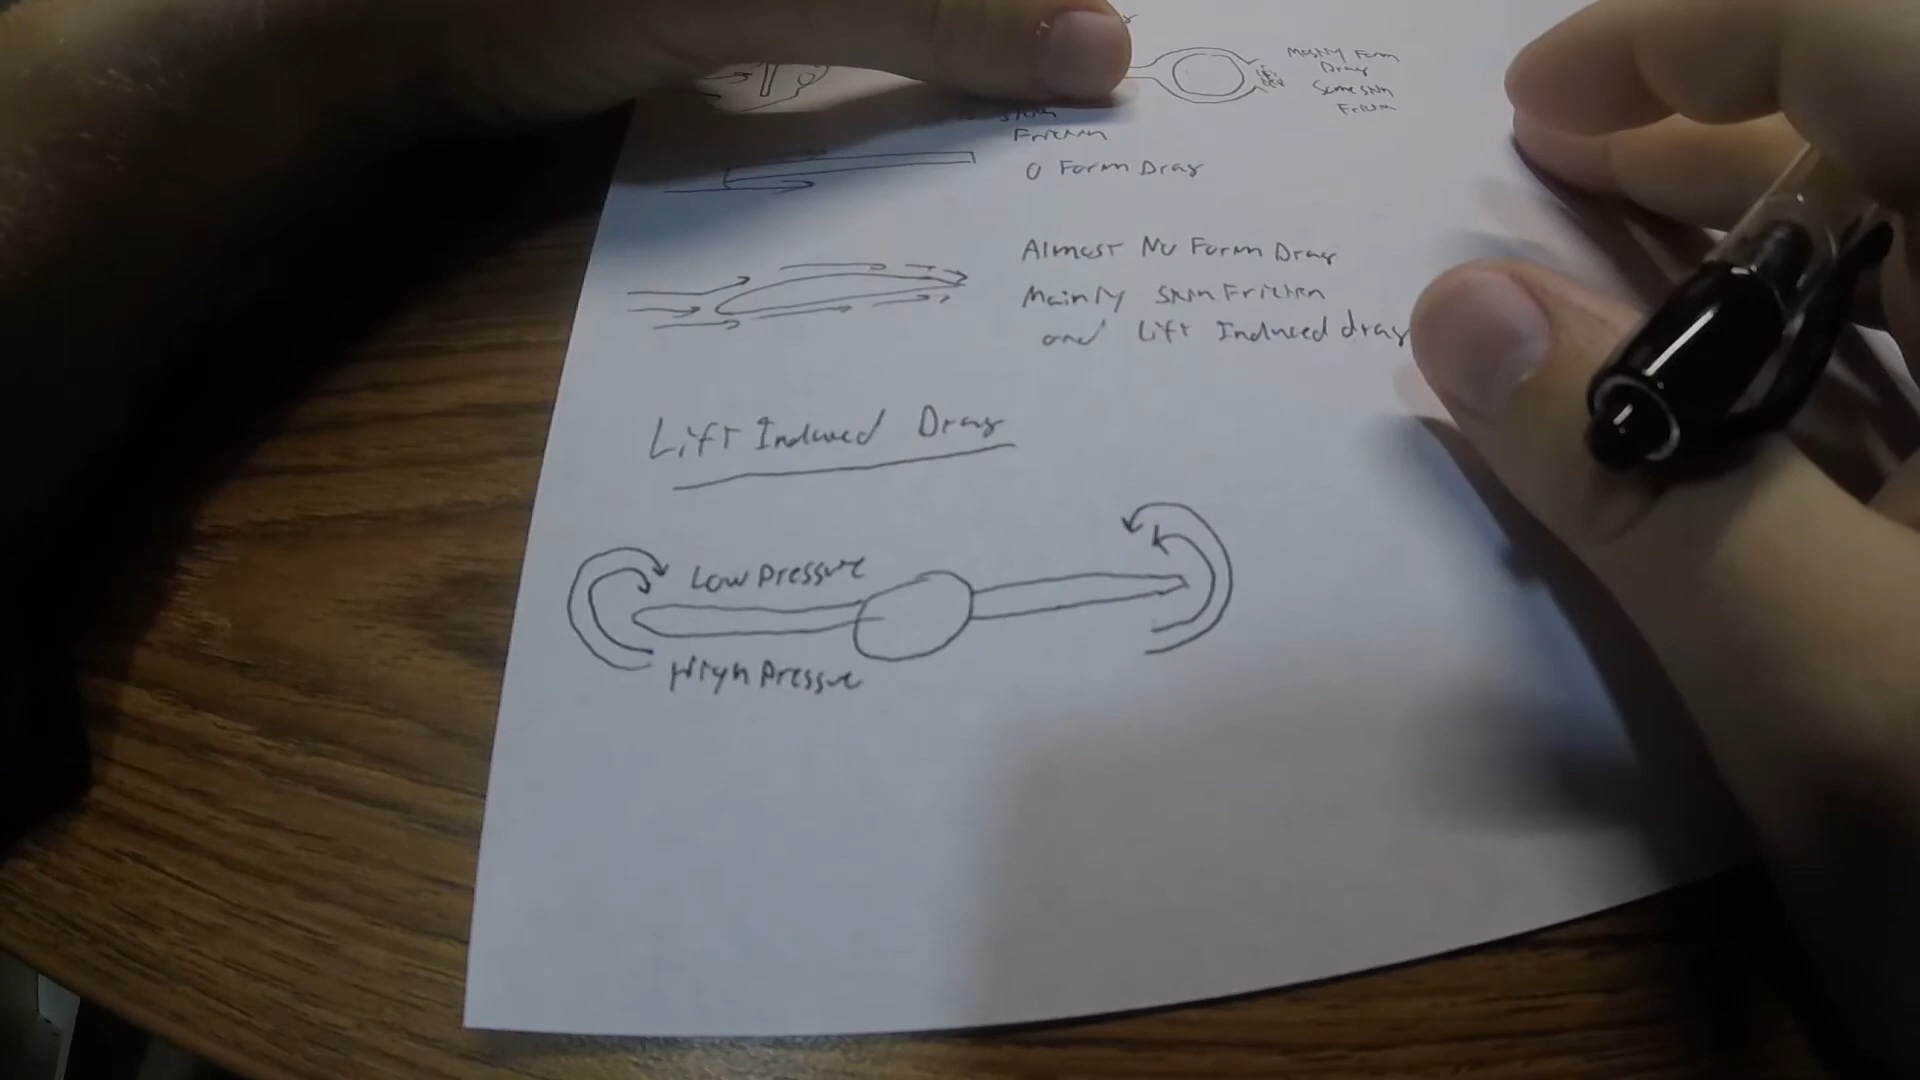 Mostly Form
Drag
Some skin
Friction
Skin
Friction
0 Form Drag
Almost No Form Drag
Mainly Skin Friction
and Lift Induced drag
Lift Induced Drag
Low Pressure
High Pressure